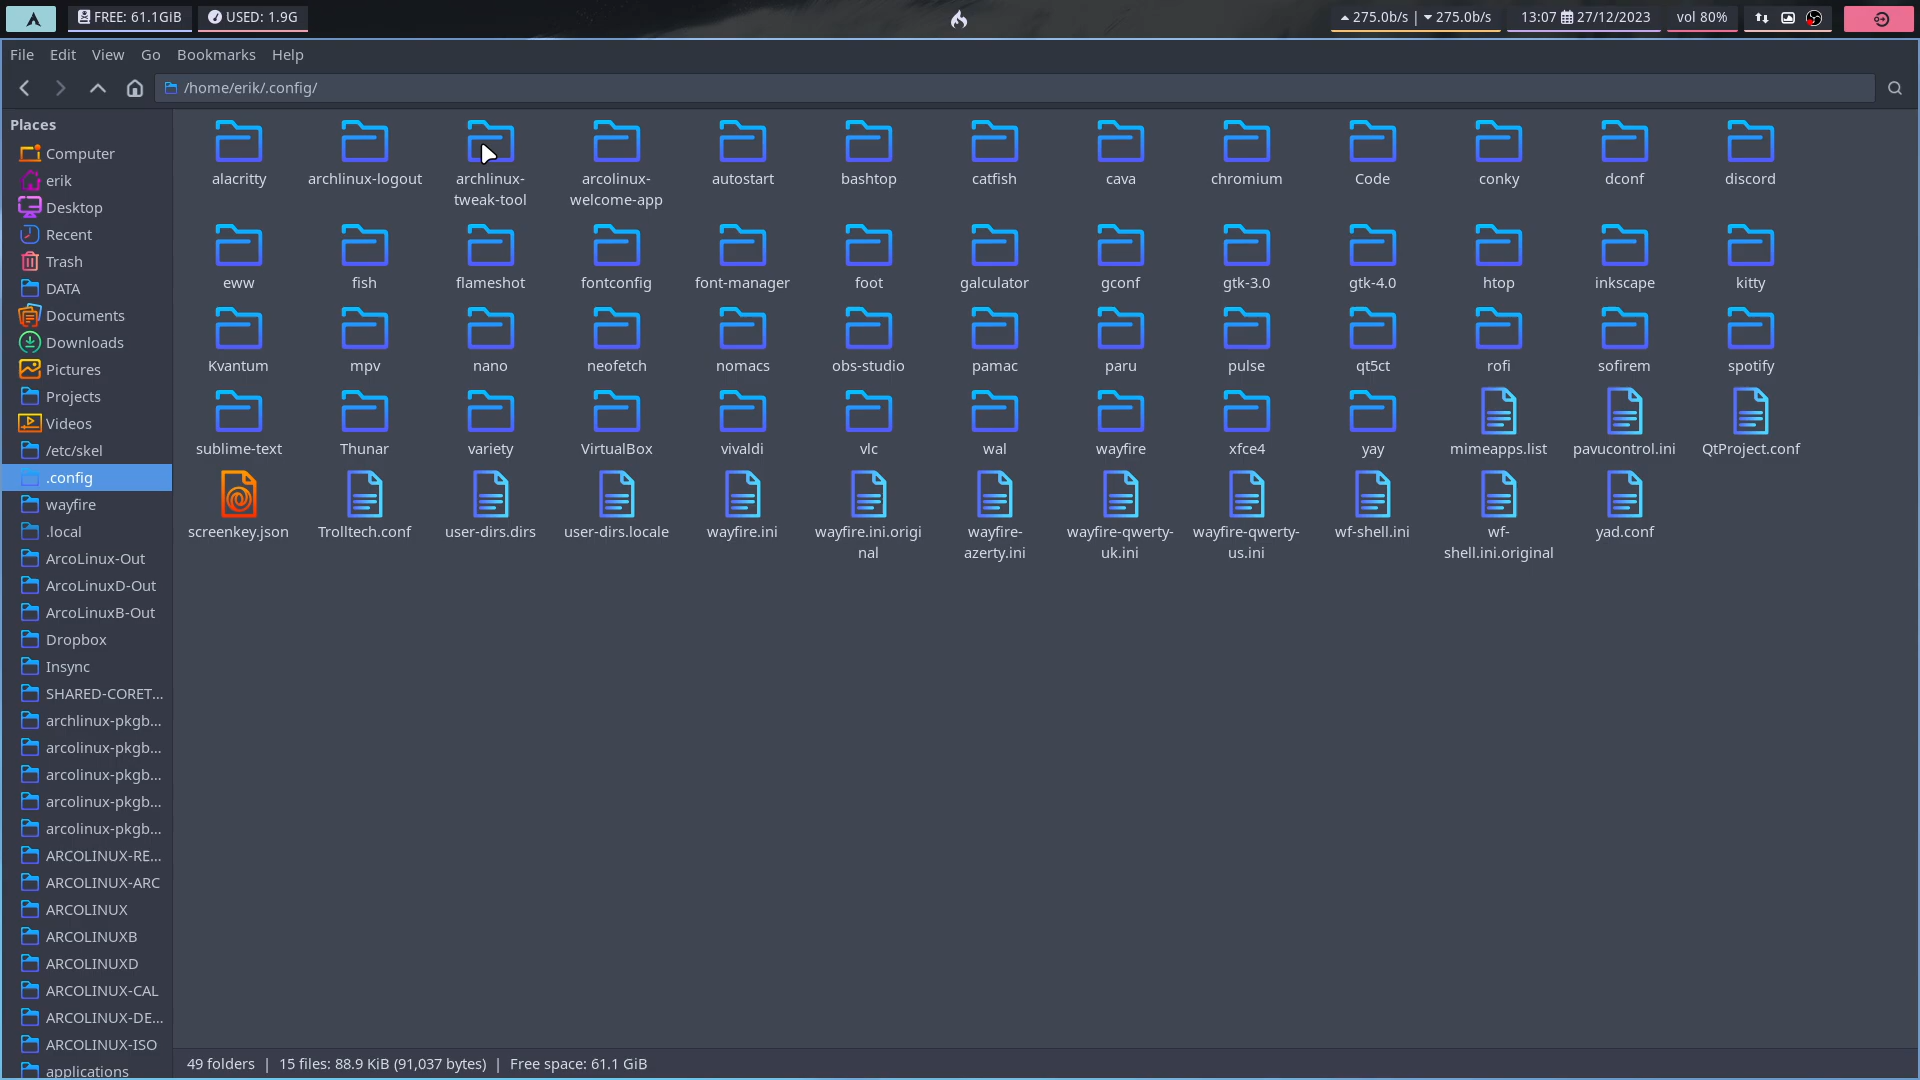 FREE: 61.1GIB USED: 1.9G 275.0b/s | 275.0b/s 13:07 27/12/2023 vol 80%
File Edit View Go Bookmarks Help
/home/erik/.config/
Places
Computer
erik
Desktop
Recent
Trash
DATA
Documents
Downloads
Pictures
Projects
Videos
/etc/skel
.config
wayfire
.local
ArcoLinux-Out
ArcoLinuxD-Out
ArcoLinuxB-Out
Dropbox
Insync
SHARED-CORET...
archlinux-pkgb...
arcolinux-pkgb...
arcolinux-pkgb...
arcolinux-pkgb...
arcolinux-pkgb...
ARCOLINUX-RE...
ARCOLINUX-ARC
ARCOLINUX
ARCOLINUXB
ARCOLINUXD
ARCOLINUX-CAL
ARCOLINUX-DE...
ARCOLINUX-ISO
applications
alacritty archlinux-logout archlinux- arcolinux- autostart bashtop catfish cava chromium Code conky dconf discord
tweak-tool welcome-app
eww fish flameshot fontconfig font-manager foot galculator gconf gtk-3.0 gtk-4.0 htop inkscape kitty
Kvantum mpv nano neofetch nomacs obs-studio pamac paru pulse qt5ct rofi sofirem spotify
sublime-text Thunar variety VirtualBox vivaldi vlc wal wayfire xfce4 yay mimeapps.list pavucontrol.ini QtProject.conf
screenkey.json Trolltech.conf user-dirs.dirs user-dirs.locale wayfire.ini wayfire.ini.origi wayfire- wayfire-qwerty- wayfire-qwerty- wf-shell.ini wf- yad.conf
nal azerty.ini uk.ini us.ini shell.ini.original
49 folders | 15 files: 88.9 KiB (91,037 bytes) | Free space: 61.1 GiB